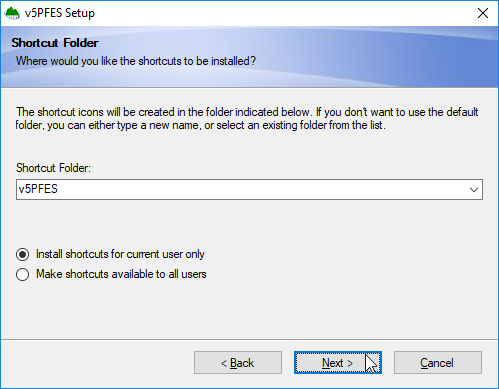 v5PFES Setup
Shortcut Folder
Where would you like the shortcuts to be installed?
The shortcut icons will be created in the folder indicated below. If you don't want to use the default
folder, you can either type a new name, or select an existing folder from the list.
Shortcut Folder:
v5PFES
Install shortcuts for current user only
Make shortcuts available to all users
< Back
Next >
Cancel